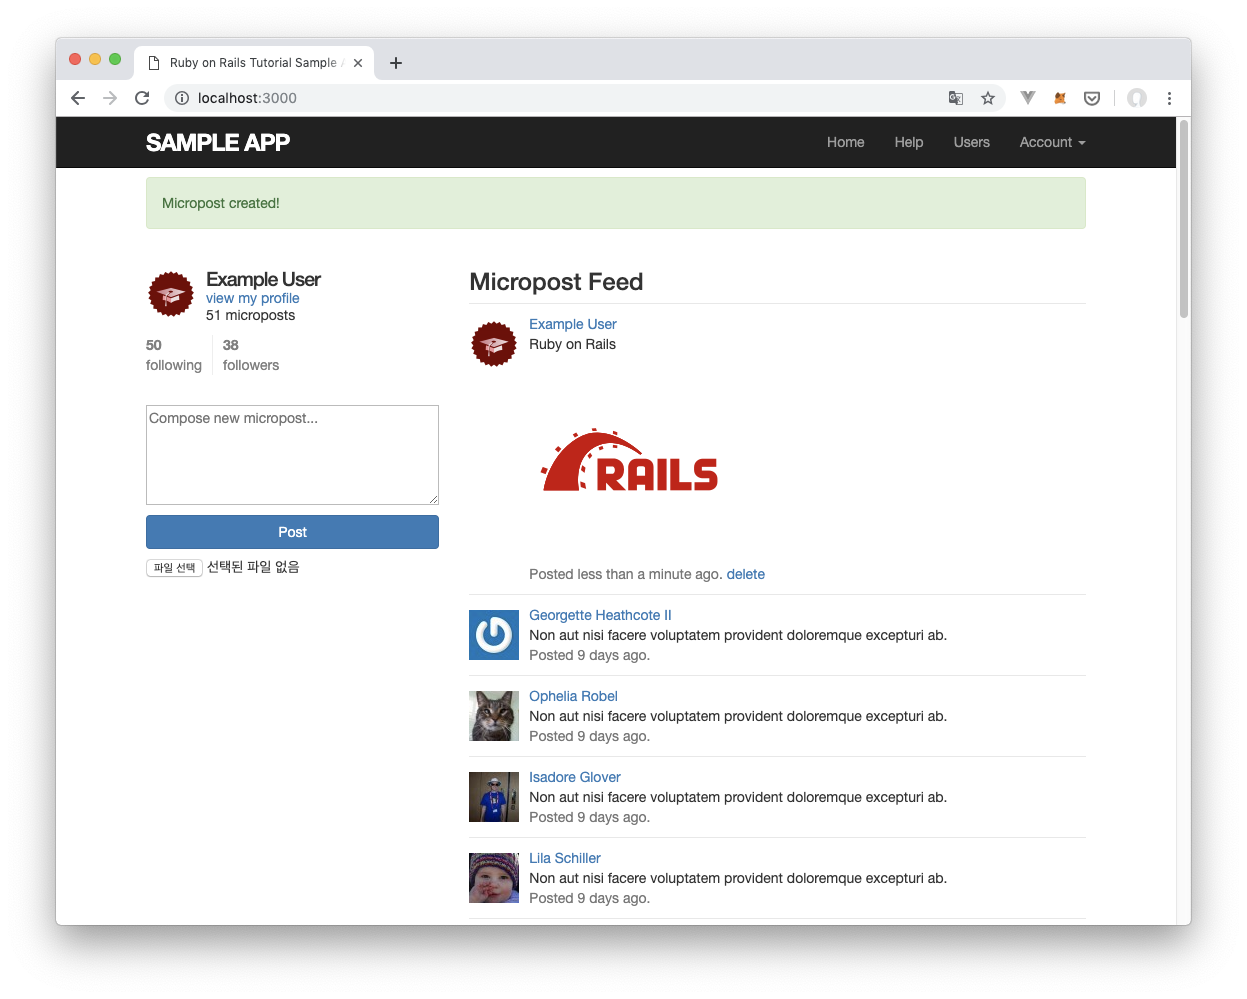 Ruby on Rails Tutorial Sample
localhost:3000
SAMPLE APP
Home Help Users Account
Micropost created!
Example User
view my profile
51 microposts
50 following
38 followers
Compose new micropost...
Post
파일 선택 선택된 파일 없음
Micropost Feed
Example User
Ruby on Rails
RAILS
Posted less than a minute ago. delete
Georgette Heathcote II
Non aut nisi facere voluptatem provident doloremque excepturi ab.
Posted 9 days ago.
Ophelia Robel
Non aut nisi facere voluptatem provident doloremque excepturi ab.
Posted 9 days ago.
Isadore Glover
Non aut nisi facere voluptatem provident doloremque excepturi ab.
Posted 9 days ago.
Lila Schiller
Non aut nisi facere voluptatem provident doloremque excepturi ab.
Posted 9 days ago.